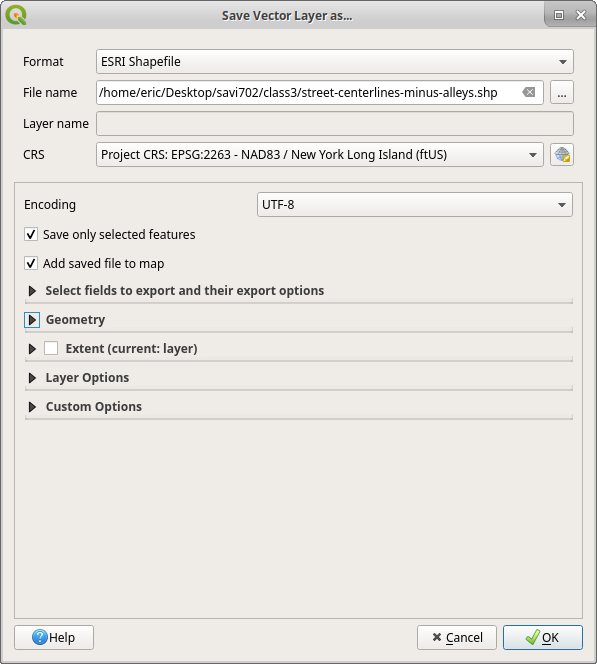 Save Vector Layer as...
Format ESRI Shapefile
File name /home/eric/Desktop/savi702/class3/street-centerlines-minus-alleys.shp ...
Layer name
CRS Project CRS: EPSG:2263 - NAD83 / New York Long Island (ftUS)
Encoding UTF-8
Save only selected features
Add saved file to map
Select fields to export and their export options
Geometry
Extent (current: layer)
Layer Options
Custom Options
Help Cancel OK